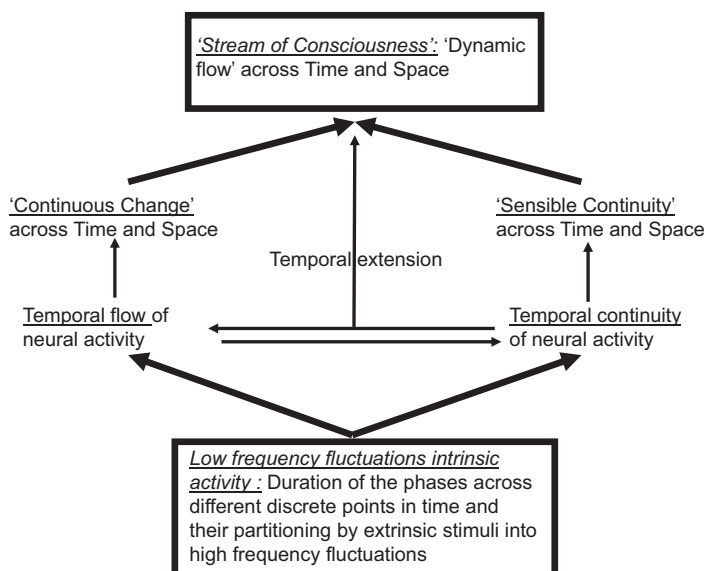 ‘Stream of Consciousness’: ‘Dynamic
flow’ across Time and Space
‘Continuous Change’
across Time and Space
‘Sensible Continuity’
across Time and Space
Temporal extension
Temporal flow of
neural activity
Temporal continuity
of neural activity
Low frequency fluctuations intrinsic
activity : Duration of the phases across
different discrete points in time and
their partitioning by extrinsic stimuli into
high frequency fluctuations